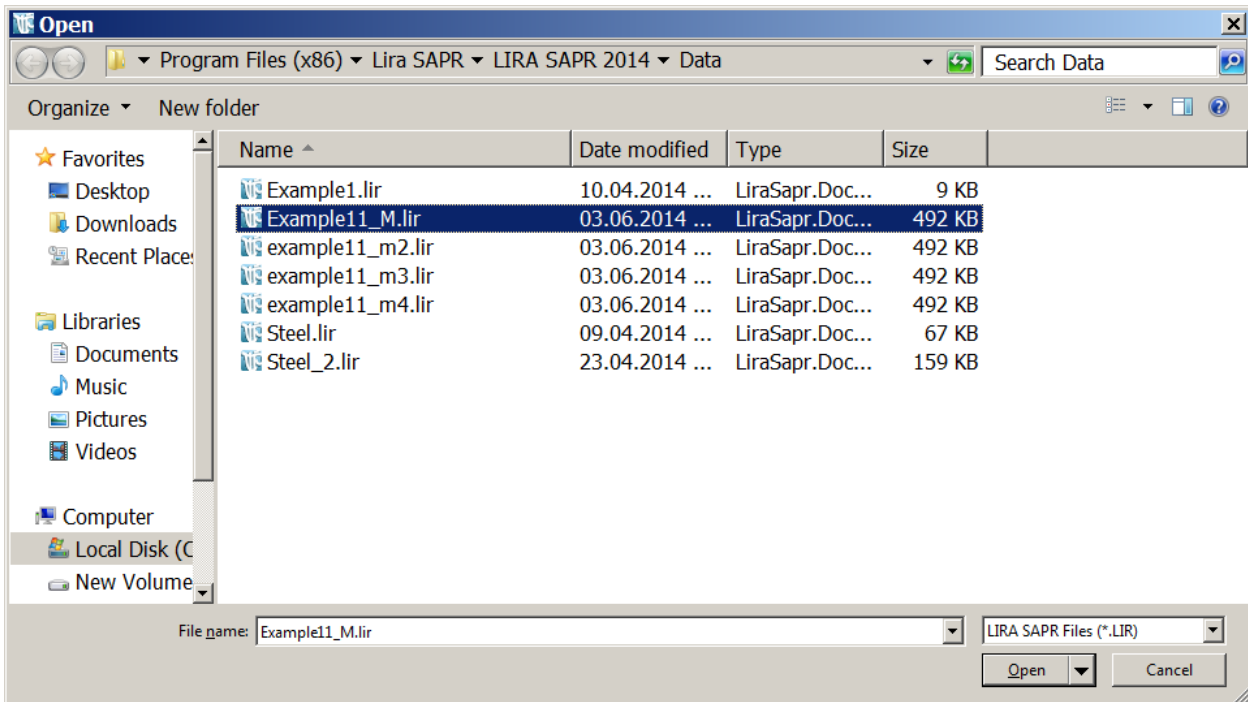 Open
Program Files (x86) Lira SAPR LIRA SAPR 2014 Data Search Data
Organize New folder
Favorites
Desktop
Downloads
Recent Places
Libraries
Documents
Music
Pictures
Videos
Computer
Local Disk (C
New Volume
Name Date modified Type Size
Example1.lir 10.04.2014 ... LiraSapr.Doc... 9 KB
Example11_M.lir 03.06.2014 ... LiraSapr.Doc... 492 KB
example11_m2.lir 03.06.2014 ... LiraSapr.Doc... 492 KB
example11_m3.lir 03.06.2014 ... LiraSapr.Doc... 492 KB
example11_m4.lir 03.06.2014 ... LiraSapr.Doc... 492 KB
Steel.lir 09.04.2014 ... LiraSapr.Doc... 67 KB
Steel_2.lir 23.04.2014 ... LiraSapr.Doc... 159 KB
File name: Example11_M.lir LIRA SAPR Files (*.LIR)
Open Cancel